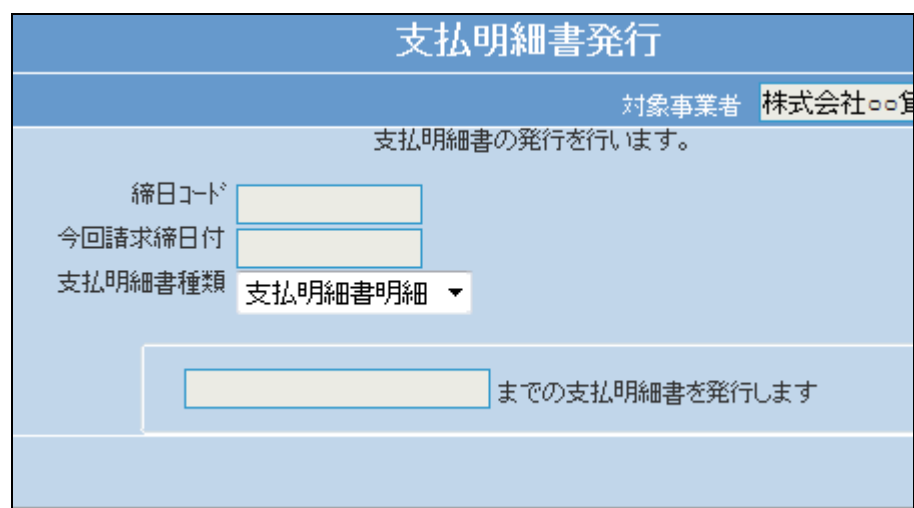 支払明細書発行
対象事業者 株式会社○○
支払明細書の発行を行います。
締日ｺｰﾄﾞ
今回請求締日付
支払明細書種類 支払明細書明細
までの支払明細書を発行します